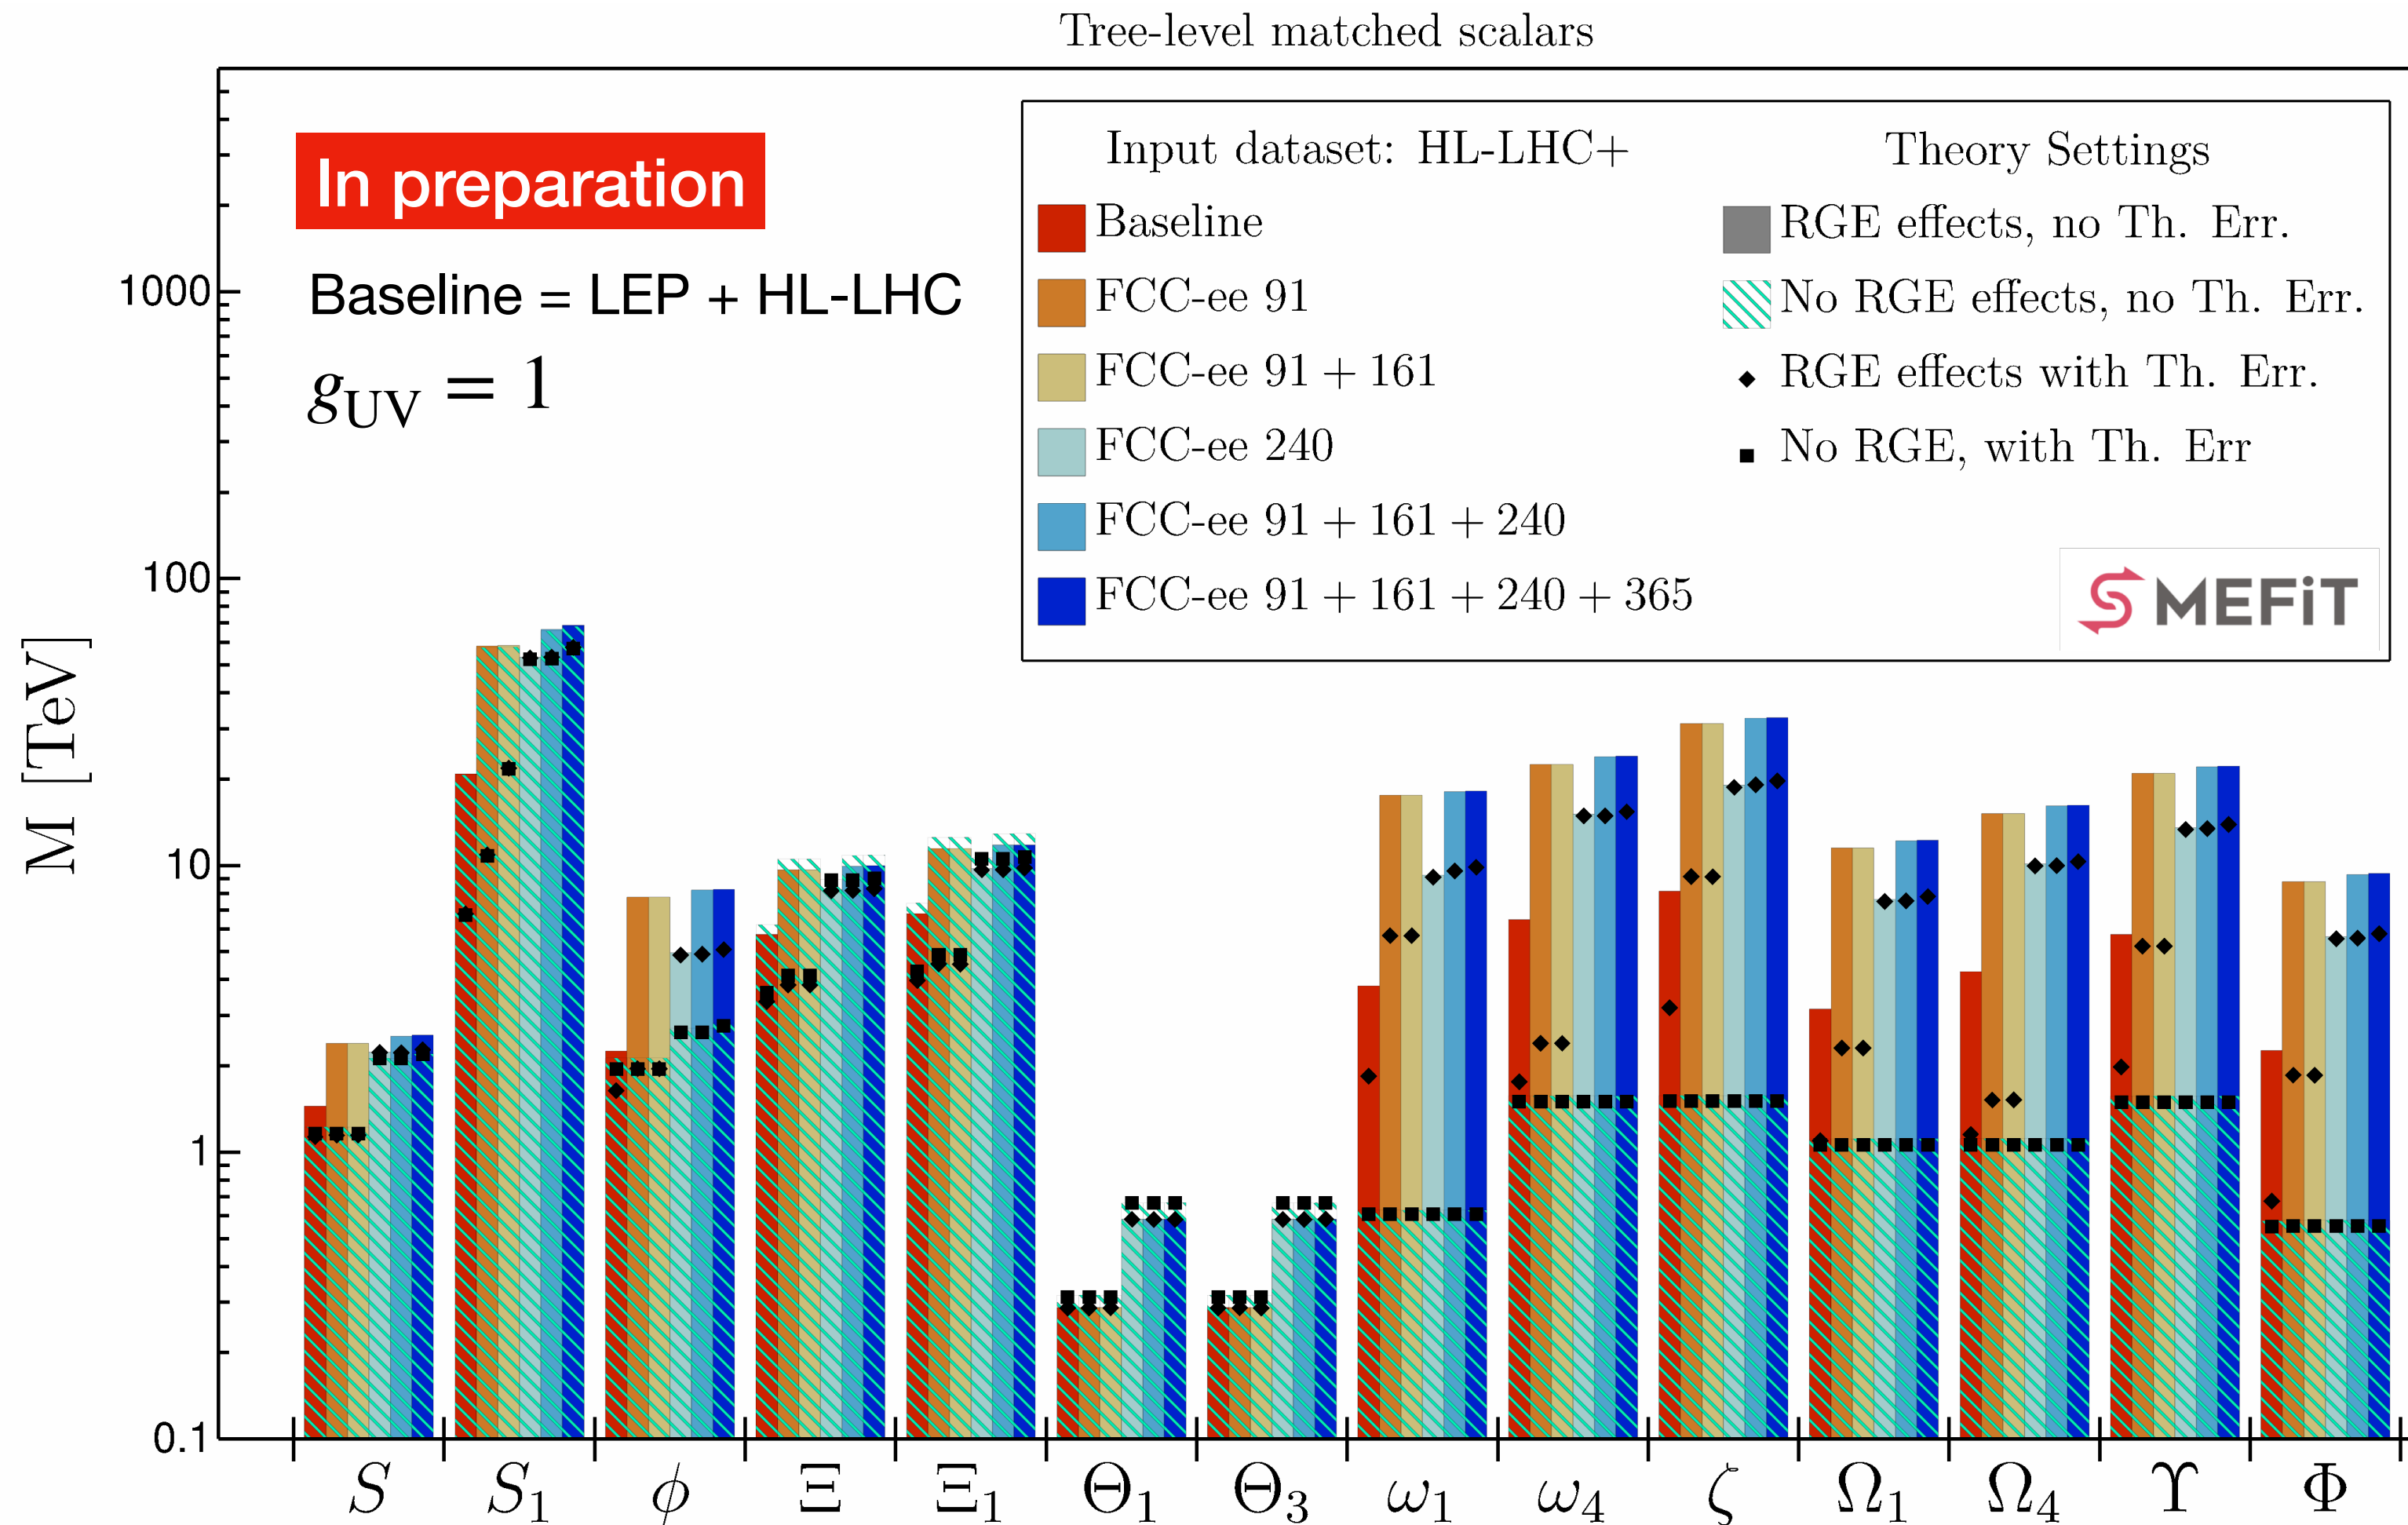 Tree-level matched scalars
In preparation
Baseline = LEP + HL-LHC
g_UV = 1
Input dataset: HL-LHC+
Baseline
FCC-ee 91
FCC-ee 91 + 161
FCC-ee 240
FCC-ee 91 + 161 + 240
FCC-ee 91 + 161 + 240 + 365
Theory Settings
RGE effects, no Th. Err.
No RGE effects, no Th. Err.
RGE effects with Th. Err.
No RGE, with Th. Err
SMEFiT
M [TeV]
1000
100
10
1
0.1
S S₁ ϕ Ξ Ξ₁ Θ₁ Θ₃ ω₁ ω₄ ζ Ω₁ Ω₄ ϒ Φ